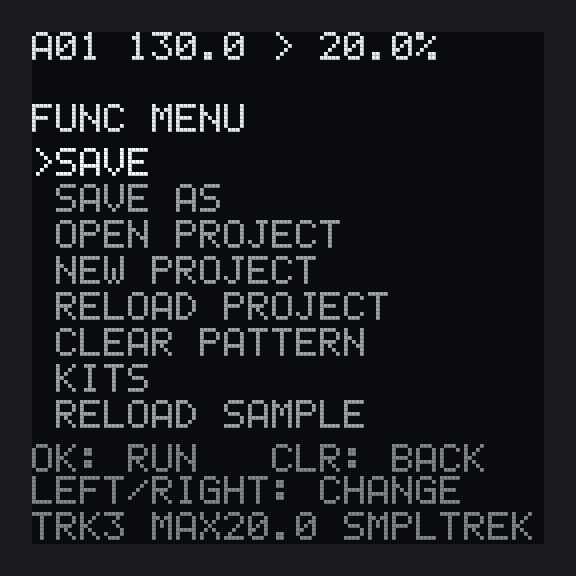 A01 130.0 > 20.0%
FUNC MENU
>SAVE
SAVE AS
OPEN PROJECT
NEW PROJECT
RELOAD PROJECT
CLEAR PATTERN
KITS
RELOAD SAMPLE
OK: RUN   CLR: BACK
LEFT/RIGHT: CHANGE
TRK3 MAX20.0 SMPLTREK